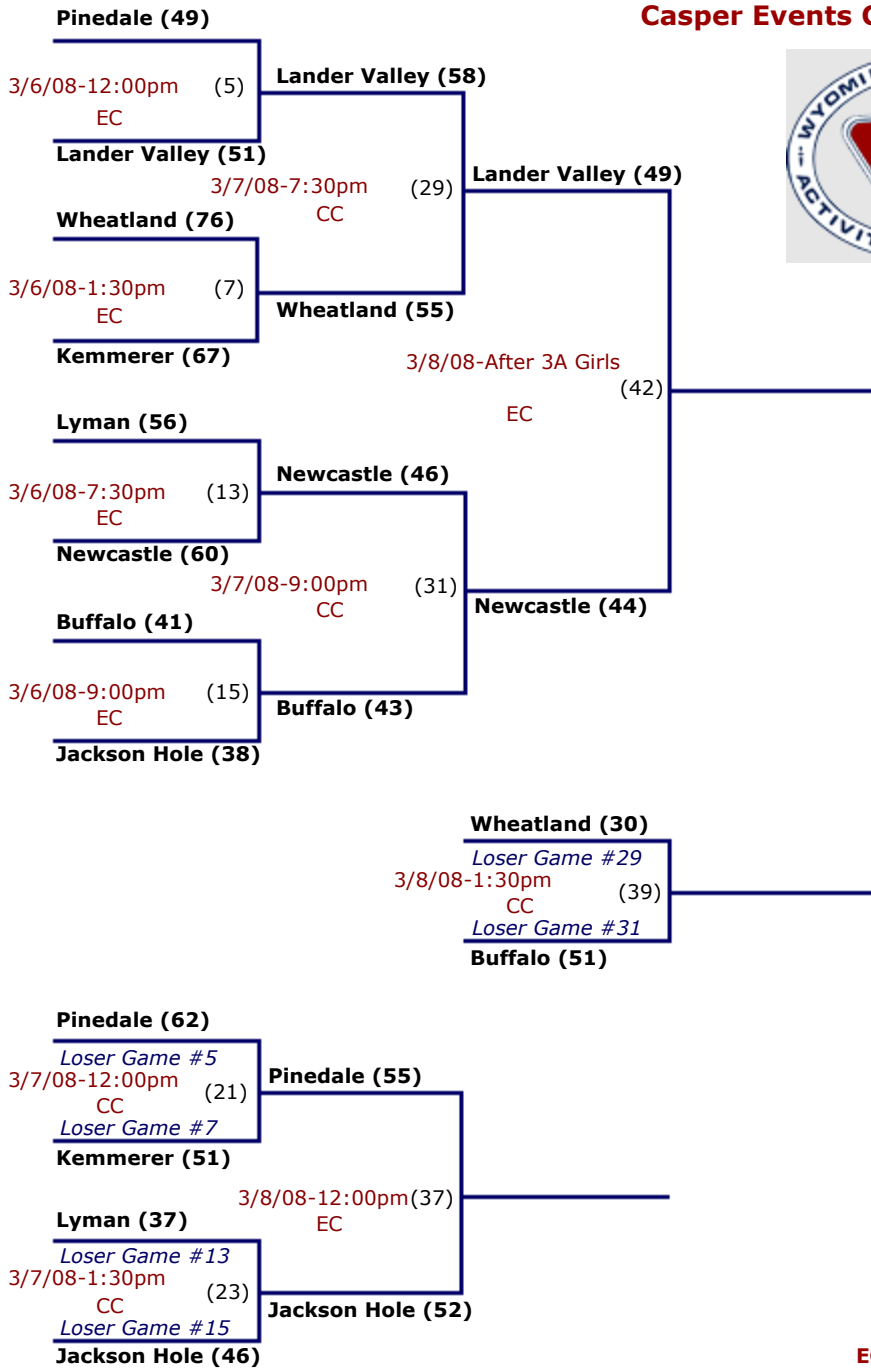 Pinedale (49)
Casper Events
3/6/08-12:00pm (5)
EC
Lander Valley (58)
Lander Valley (51)
3/7/08-7:30pm (29)
CC
Lander Valley (49)
Wheatland (76)
3/6/08-1:30pm (7)
EC
Wheatland (55)
Kemmerer (67)
3/8/08-After 3A Girls
(42)
EC
Lyman (56)
Newcastle (46)
3/6/08-7:30pm (13)
EC
Newcastle (60)
3/7/08-9:00pm (31)
CC
Newcastle (44)
Buffalo (41)
3/6/08-9:00pm (15)
EC
Buffalo (43)
Jackson Hole (38)
Wheatland (30)
Loser Game #29
3/8/08-1:30pm (39)
CC
Loser Game #31
Buffalo (51)
Pinedale (62)
Loser Game #5
3/7/08-12:00pm (21)
CC
Loser Game #7
Pinedale (55)
Kemmerer (51)
3/8/08-12:00pm (37)
EC
Lyman (37)
Loser Game #13
3/7/08-1:30pm (23)
CC
Loser Game #15
Jackson Hole (52)
Jackson Hole (46)